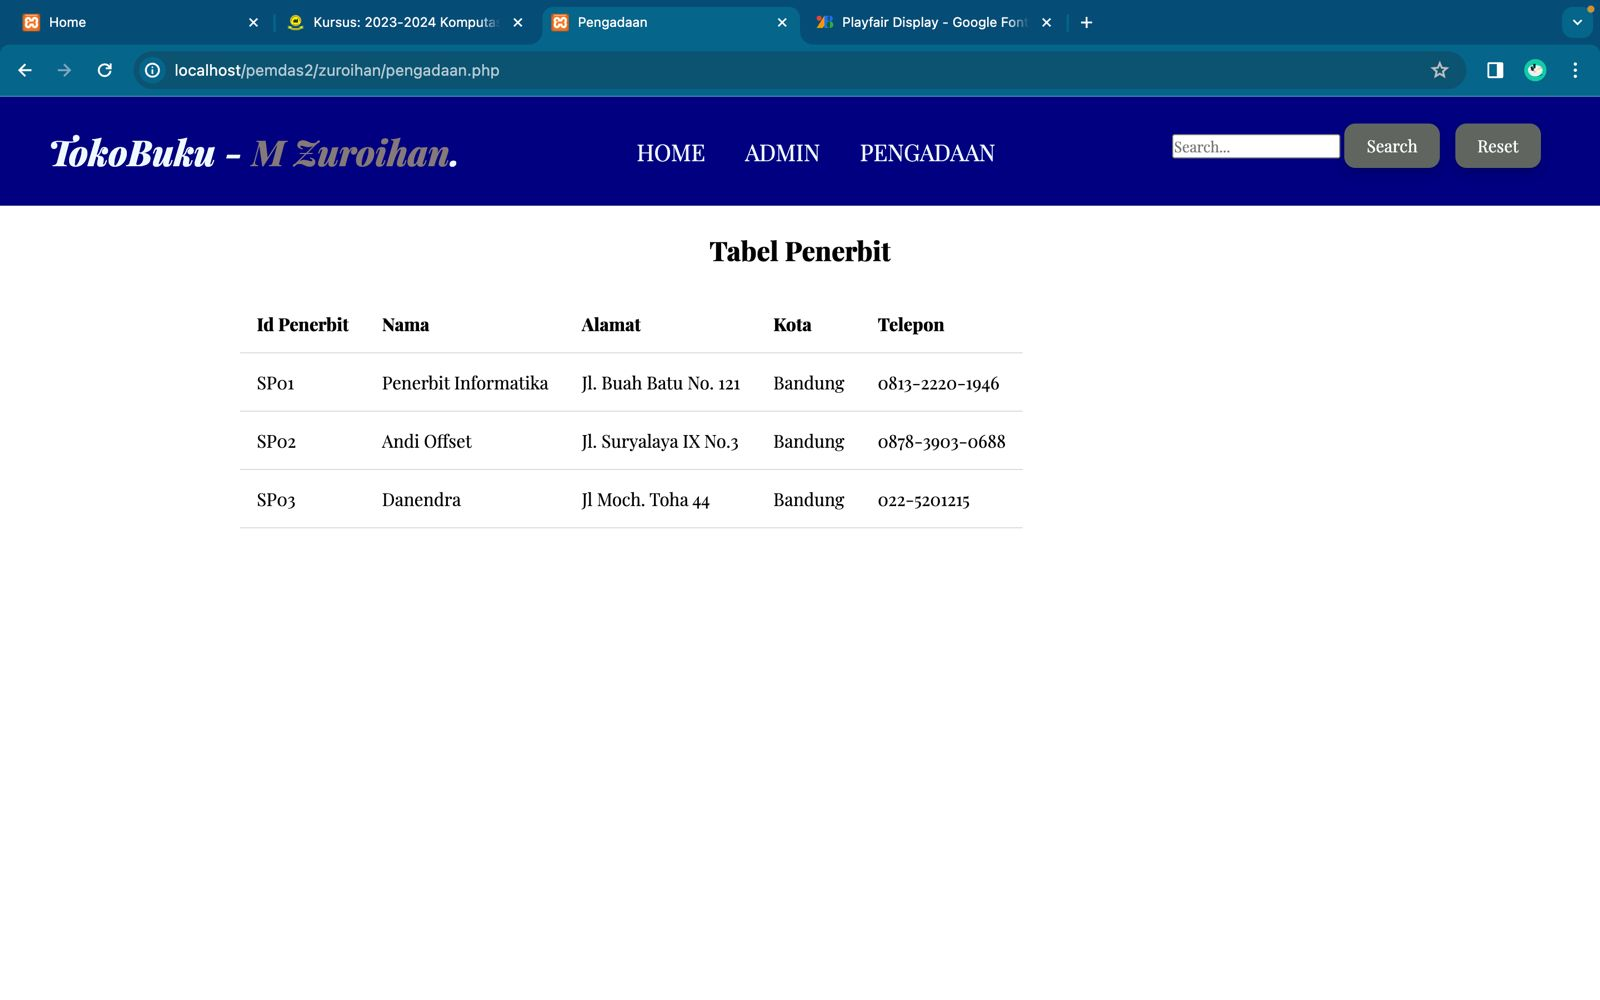 Home
Kursus: 2023-2024 Komputas
Pengadaan
Playfair Display - Google Font
localhost/pemdas2/zuroihan/pengadaan.php
TokoBuku - M Zuroihan.
HOME ADMIN PENGADAAN
Search... Search Reset
Tabel Penerbit
Id Penerbit Nama Alamat Kota Telepon
SP01 Penerbit Informatika Jl. Buah Batu No. 121 Bandung 0813-2220-1946
SP02 Andi Offset Jl. Suryalaya IX No.3 Bandung 0878-3903-0688
SP03 Danendra Jl Moch. Toha 44 Bandung 022-5201215